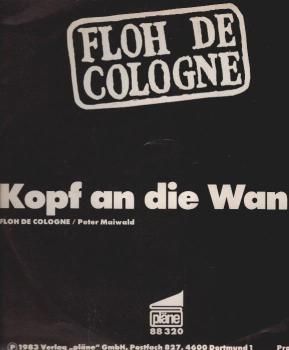 FLOH DE
COLOGNE
Kopf an die Wan
FLOH DE COLOGNE / Peter Maiwald
pläne
88 320
Ⓟ 1983 Verlag „pläne" GmbH, Postfach 827, 4600 Dortmund 1 Pro